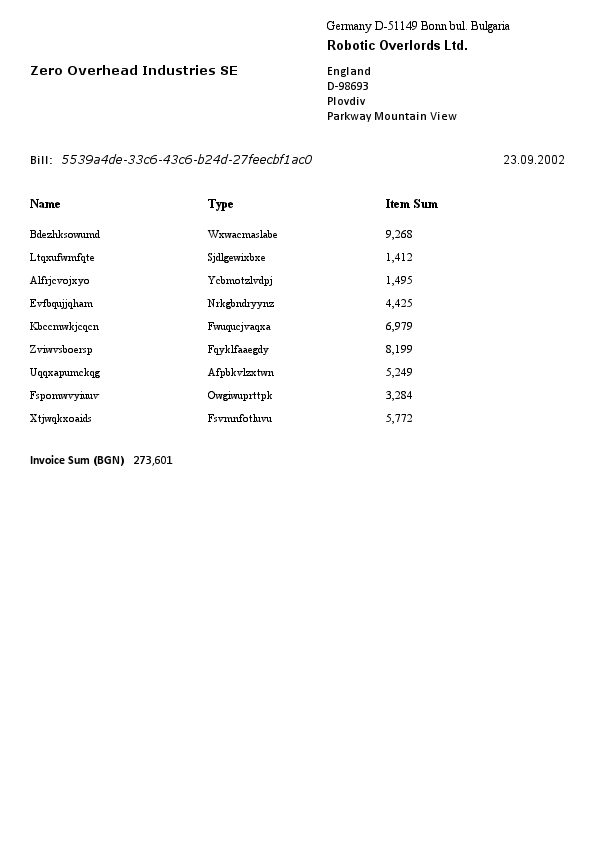 Germany D-51149 Bonn bul. Bulgaria
Robotic Overlords Ltd.
Zero Overhead Industries SE
England
D-98693
Plovdiv
Parkway Mountain View
Bill: 5539a4de-33c6-43c6-b24d-27feecbf1ac0 23.09.2002
Name Type Item Sum
Bdezhksowumd Wxwacmaslabe 9,268
Ltqxufwmfqte Sjdlgewixbxe 1,412
Alfrjcvojxyo Ycbmotzlvdpj 1,495
Evfbqujjqham Nrkgbndryynz 4,425
Kbccmwkjcqcn Fwuqucjvaqxa 6,979
Zviwvsboersp Fqyklfaaegdy 8,199
Uqqxapumckqg Afpbkvlzxtwn 5,249
Owgiwuprttpk 3,284
Xtjwqkxoaids Fsvmnfotluvu 5,772
Invoice Sum (BGN) 273,601